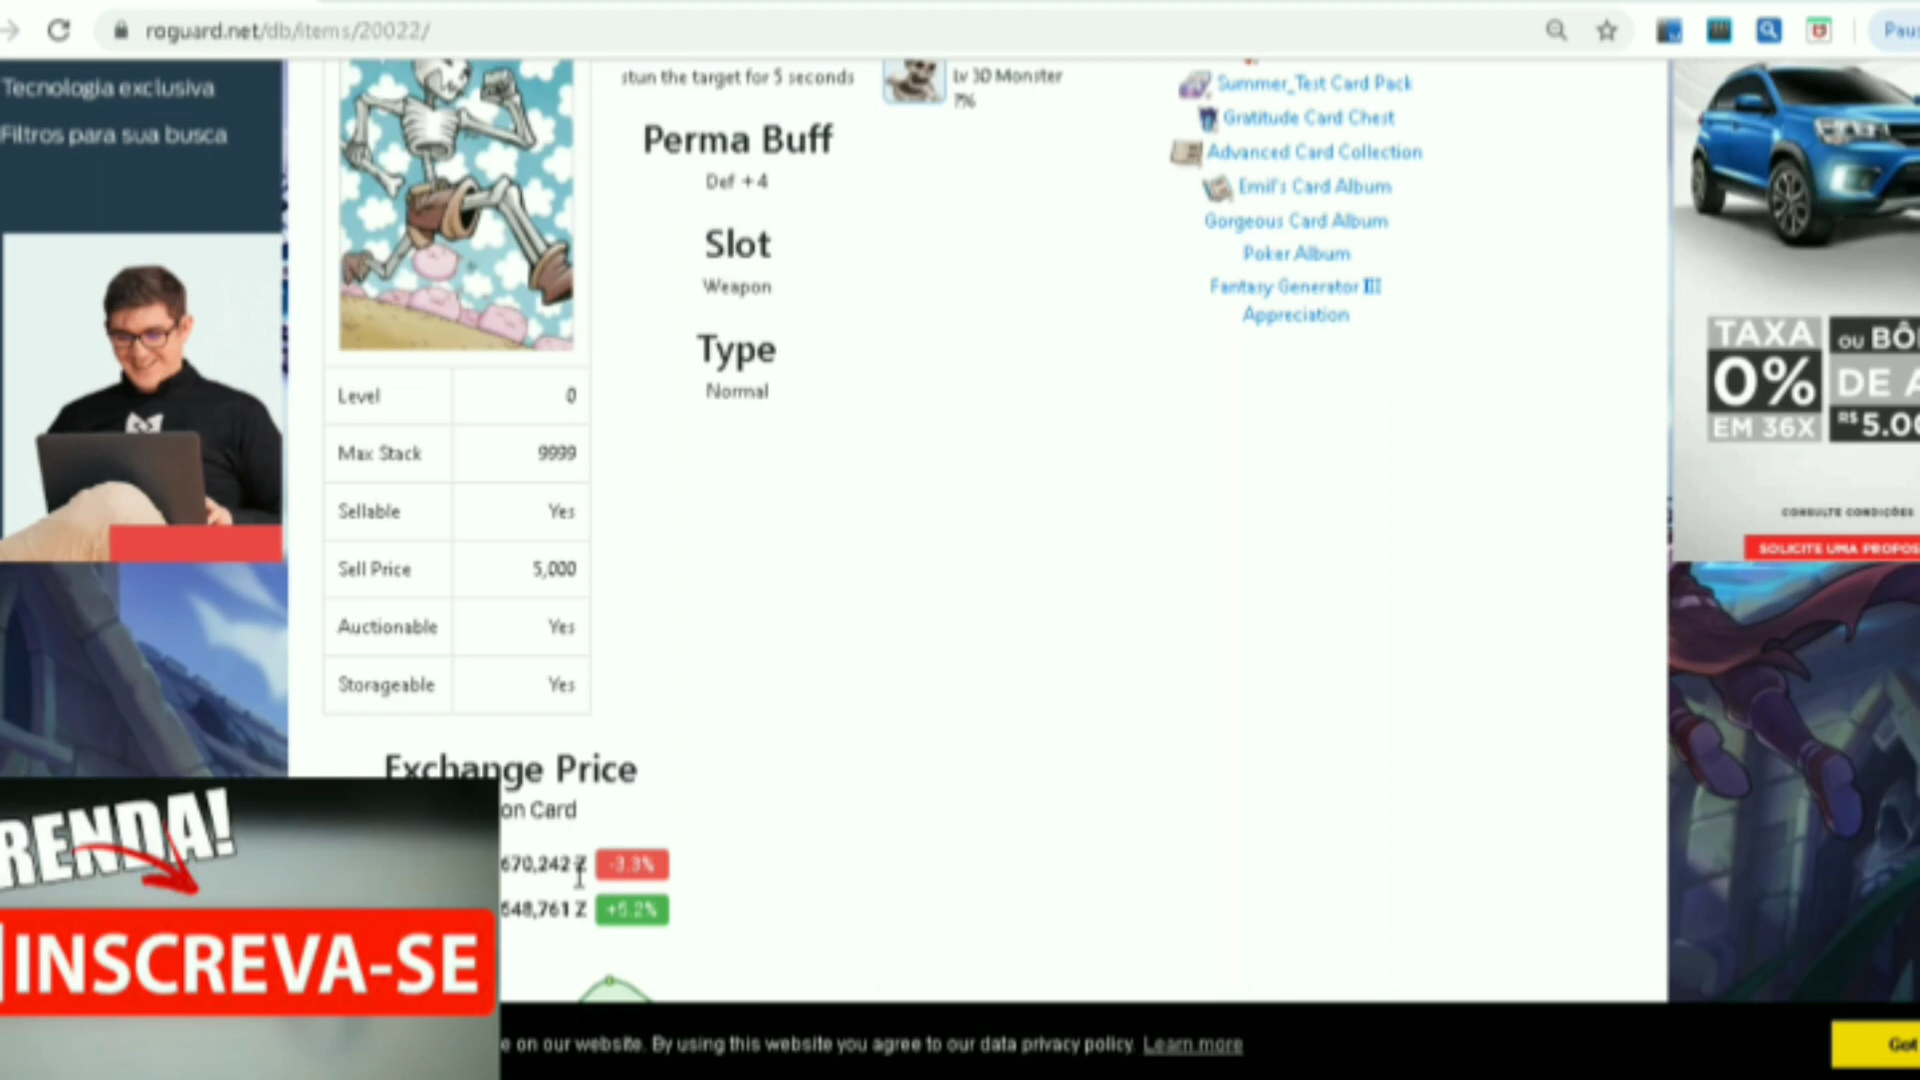 roguard.net/db/items/20022/
Paus
Tecnologia exclusiva
Filtros para sua busca
stun the target for 5 seconds
Perma Buff
Def +4
Slot
Weapon
Type
Normal
Lv 30 Monster
?%
Summer_Test Card Pack
Gratitude Card Chest
Advanced Card Collection
Emil's Card Album
Gorgeous Card Album
Poker Album
Fantasy Generator III
Appreciation
Level 0
Max Stack 9999
Sellable Yes
Sell Price 5,000
Auctionable Yes
Storageable Yes
Exchange Price
on Card
670,242 Z -3.3%
648,761 Z +5.2%
TAXA
0%
EM 36X
OU BÔ
DE A
R$ 5.00
CONSULTE CONDIÇÕES
SOLICITE UMA PROPOS
RENDA!
INSCREVA-SE
e on our website. By using this website you agree to our data privacy policy. Learn more
Got